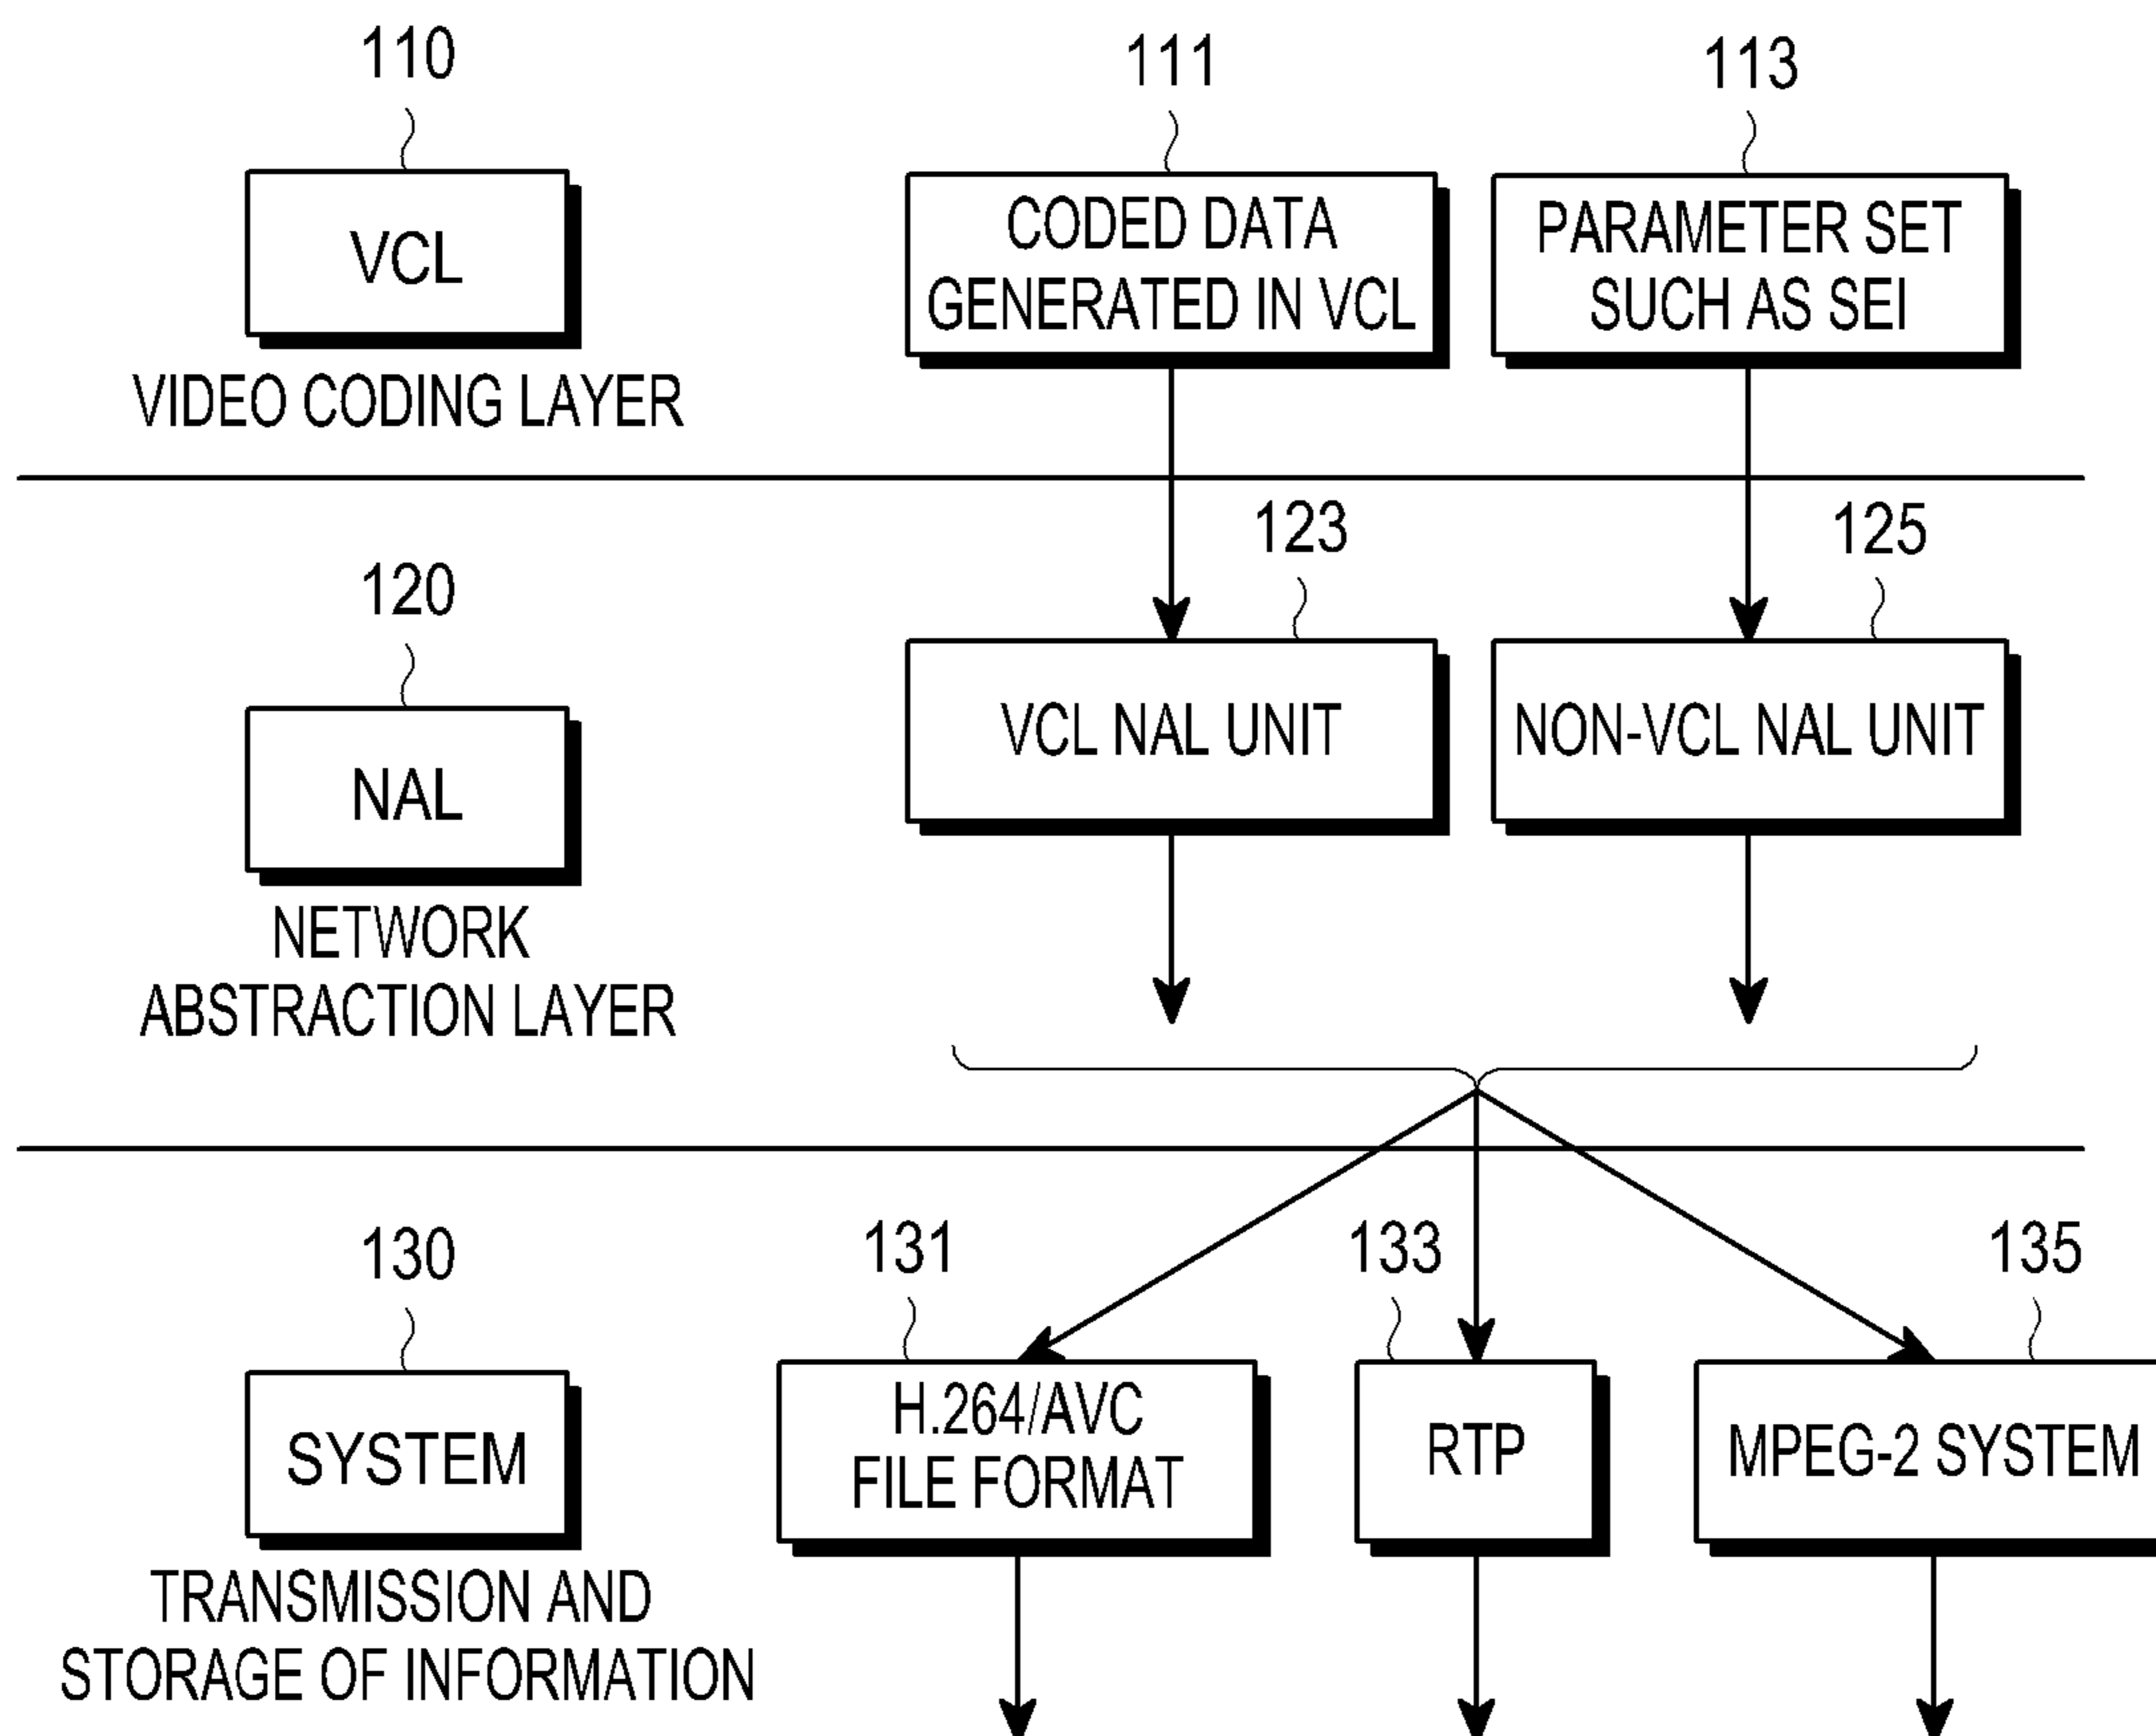 110
111
113
VCL
CODED DATA
GENERATED IN VCL
PARAMETER SET
SUCH AS SEI
VIDEO CODING LAYER
123
125
120
VCL NAL UNIT
NON-VCL NAL UNIT
NAL
NETWORK
ABSTRACTION LAYER
131
133
135
130
H.264/AVC
FILE FORMAT
RTP
MPEG-2 SYSTEM
SYSTEM
TRANSMISSION AND
STORAGE OF INFORMATION